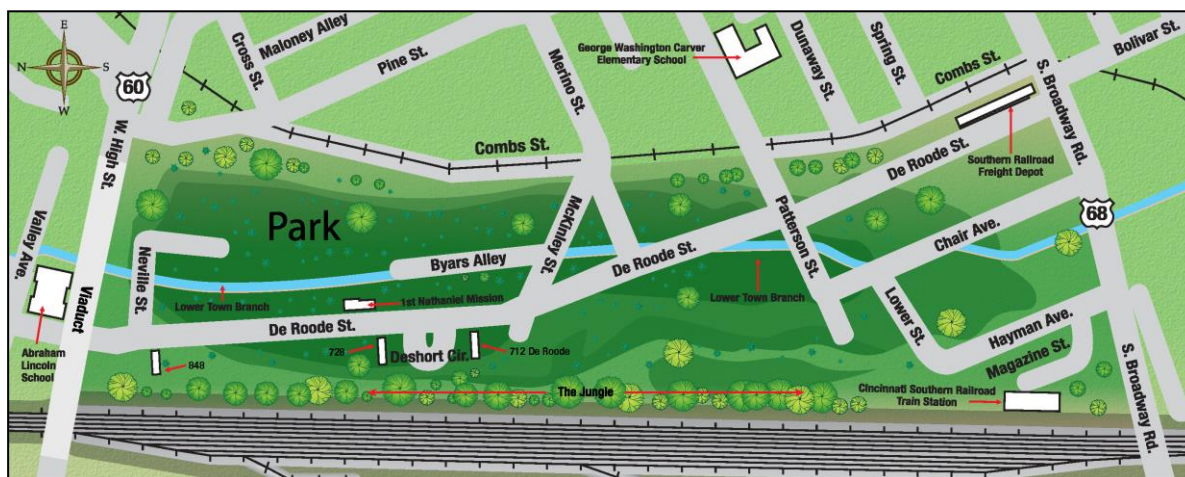 E
N
S
W
60
W. High St.
Viaduct
Cross St.
Maloney Alley
Pine St.
Merino St.
George Washington Carver
Elementary School
Dunaway St.
Spring St.
Combs St.
Bolivar St.
S. Broadway Rd.
Combs St.
De Roode St.
Southern Railroad
Freight Depot
Park
Valley Ave.
Neville St.
McKinley St.
Patterson St.
68
Chair Ave.
Byars Alley
De Roode St.
Lower Town Branch
1st Nathaniel Mission
Lower Town Branch
Lower St.
De Roode St.
Hayman Ave.
Abraham
Lincoln
School
848
728
Deshort Cir.
712 De Roode
Magazine St.
S. Broadway Rd.
The Jungle
Cincinnati Southern Railroad
Train Station